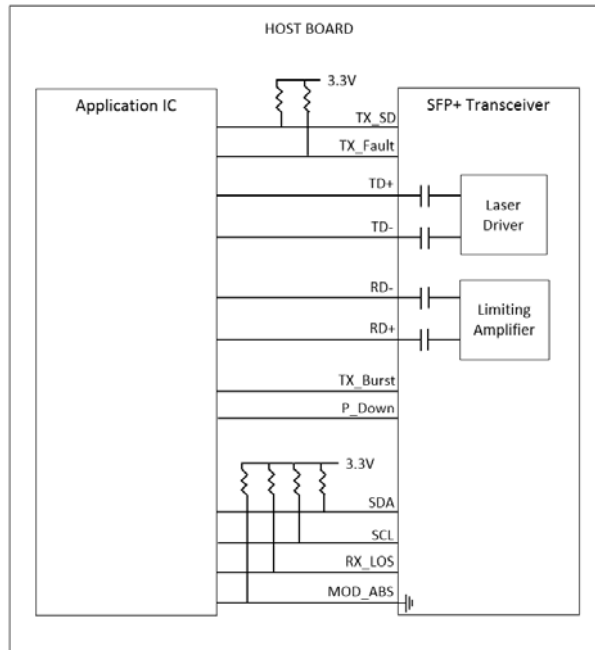 HOST BOARD
Application IC
3.3V
SFP+ Transceiver
TX_SD
TX_Fault
TD+
Laser
Driver
TD-
RD-
Limiting
Amplifier
RD+
TX_Burst
P_Down
3.3V
SDA
SCL
RX_LOS
MOD_ABS